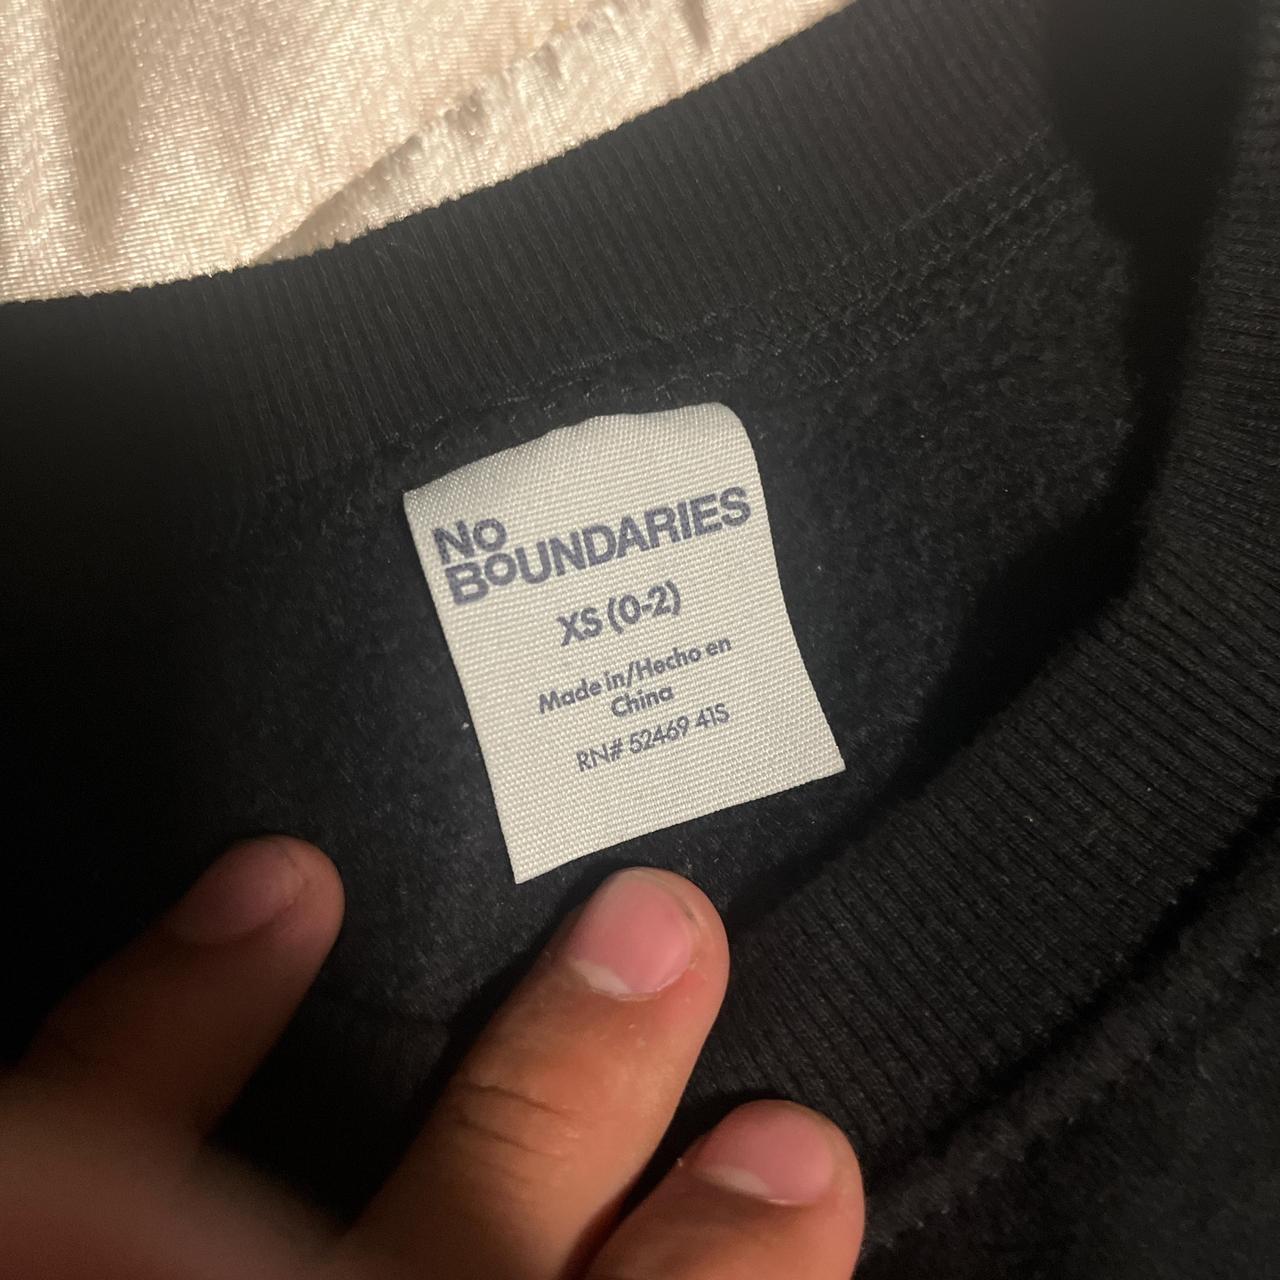 No
BoUNDARIES
XS (0-2)
Made in/Hecho en
China
RN# 52469 41S